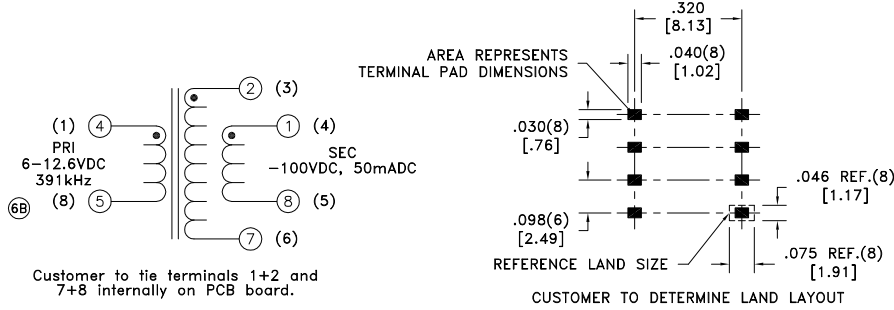 (1) 4
PRI
6-12.6VDC
391kHz
(8) 5
6B
2 (3)
1 (4)
SEC
-100VDC, 50mADC
8 (5)
7 (6)
Customer to tie terminals 1+2 and
7+8 internally on PCB board.
.320
[8.13]
AREA REPRESENTS
TERMINAL PAD DIMENSIONS
.040(8)
[1.02]
.030(8)
[.76]
.098(6)
[2.49]
.046 REF.(8)
[1.17]
REFERENCE LAND SIZE
.075 REF.(8)
[1.91]
CUSTOMER TO DETERMINE LAND LAYOUT